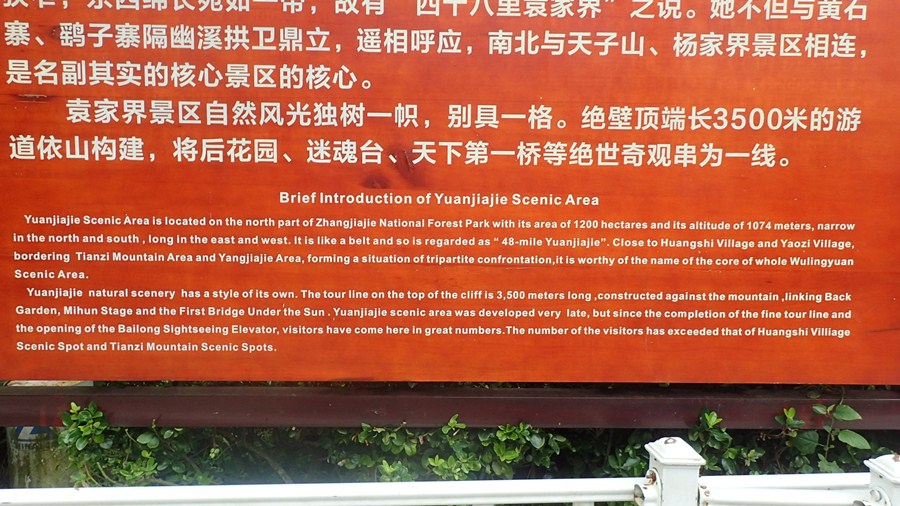 东西绵长宛如一带，故有“四十八里袁家界”之说。她不但与黄石
寨、鹞子寨隔幽溪拱卫鼎立，遥相呼应，南北与天子山、杨家界景区相连，
是名副其实的核心景区的核心。
袁家界景区自然风光独树一帜，别具一格。绝壁顶端长3500米的游
道依山构建，将后花园、迷魂台、天下第一桥等绝世奇观串为一线。
Brief Introduction of Yuanjiajie Scenic Area
Yuanjiajie Scenic Area is located on the north part of Zhangjiajie National Forest Park with its area of 1200 hectares and its altitude of 1074 meters, narrow
in the north and south , long in the east and west. It is like a belt and so is regarded as “ 48-mile Yuanjiajie”. Close to Huangshi Village and Yaozi Village,
bordering Tianzi Mountain Area and Yangjiajie Area, forming a situation of tripartite confrontation,it is worthy of the name of the core of whole Wulingyuan
Scenic Area.
Yuanjiajie natural scenery has a style of its own. The tour line on the top of the cliff is 3,500 meters long ,constructed against the mountain ,linking Back
Garden, Mihun Stage and the First Bridge Under the Sun . Yuanjiajie scenic area was developed very late, but since the completion of the fine tour line and
the opening of the Bailong Sightseeing Elevator, visitors have come here in great numbers.The number of the visitors has exceeded that of Huangshi Villiage
Scenic Spot and Tianzi Mountain Scenic Spots.